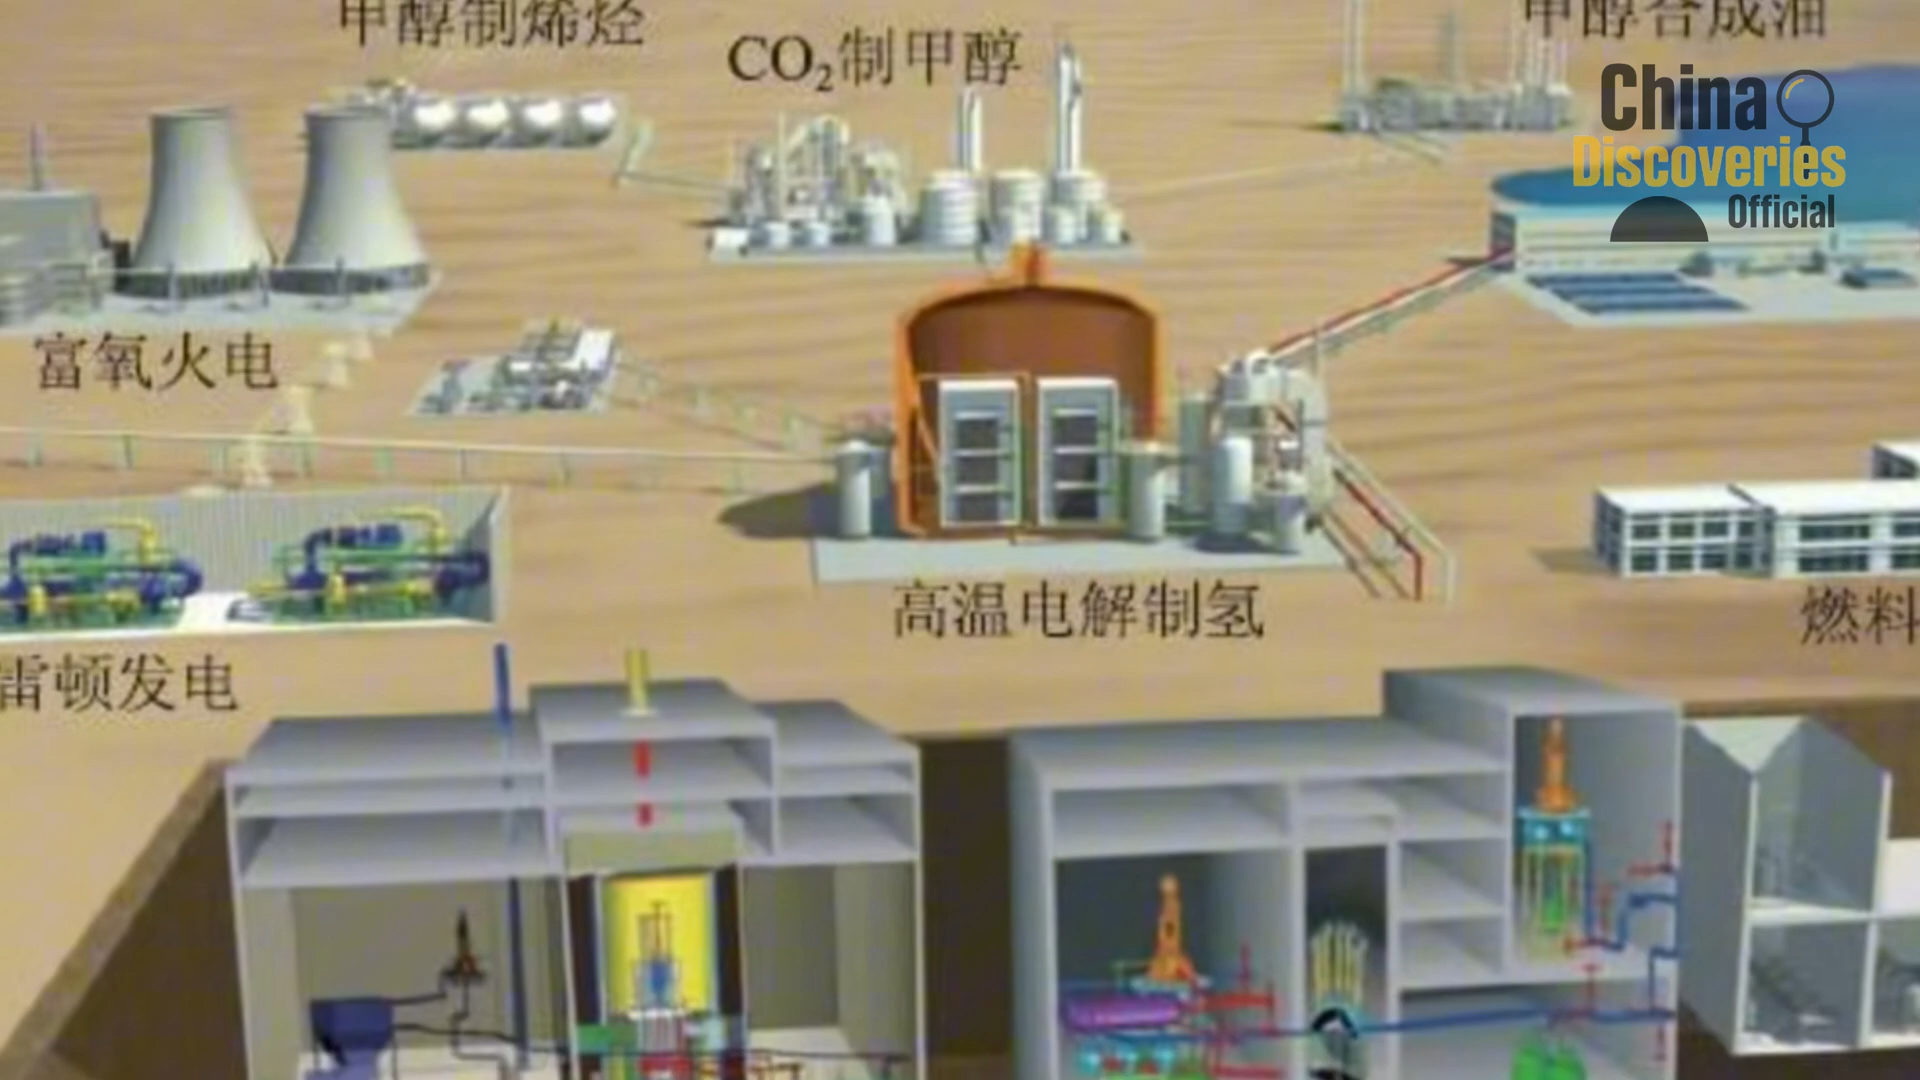 甲醇制烯烃
CO₂制甲醇
甲醇合成油
China
Discoveries
Official
富氧火电
高温电解制氢
燃料
雷顿发电